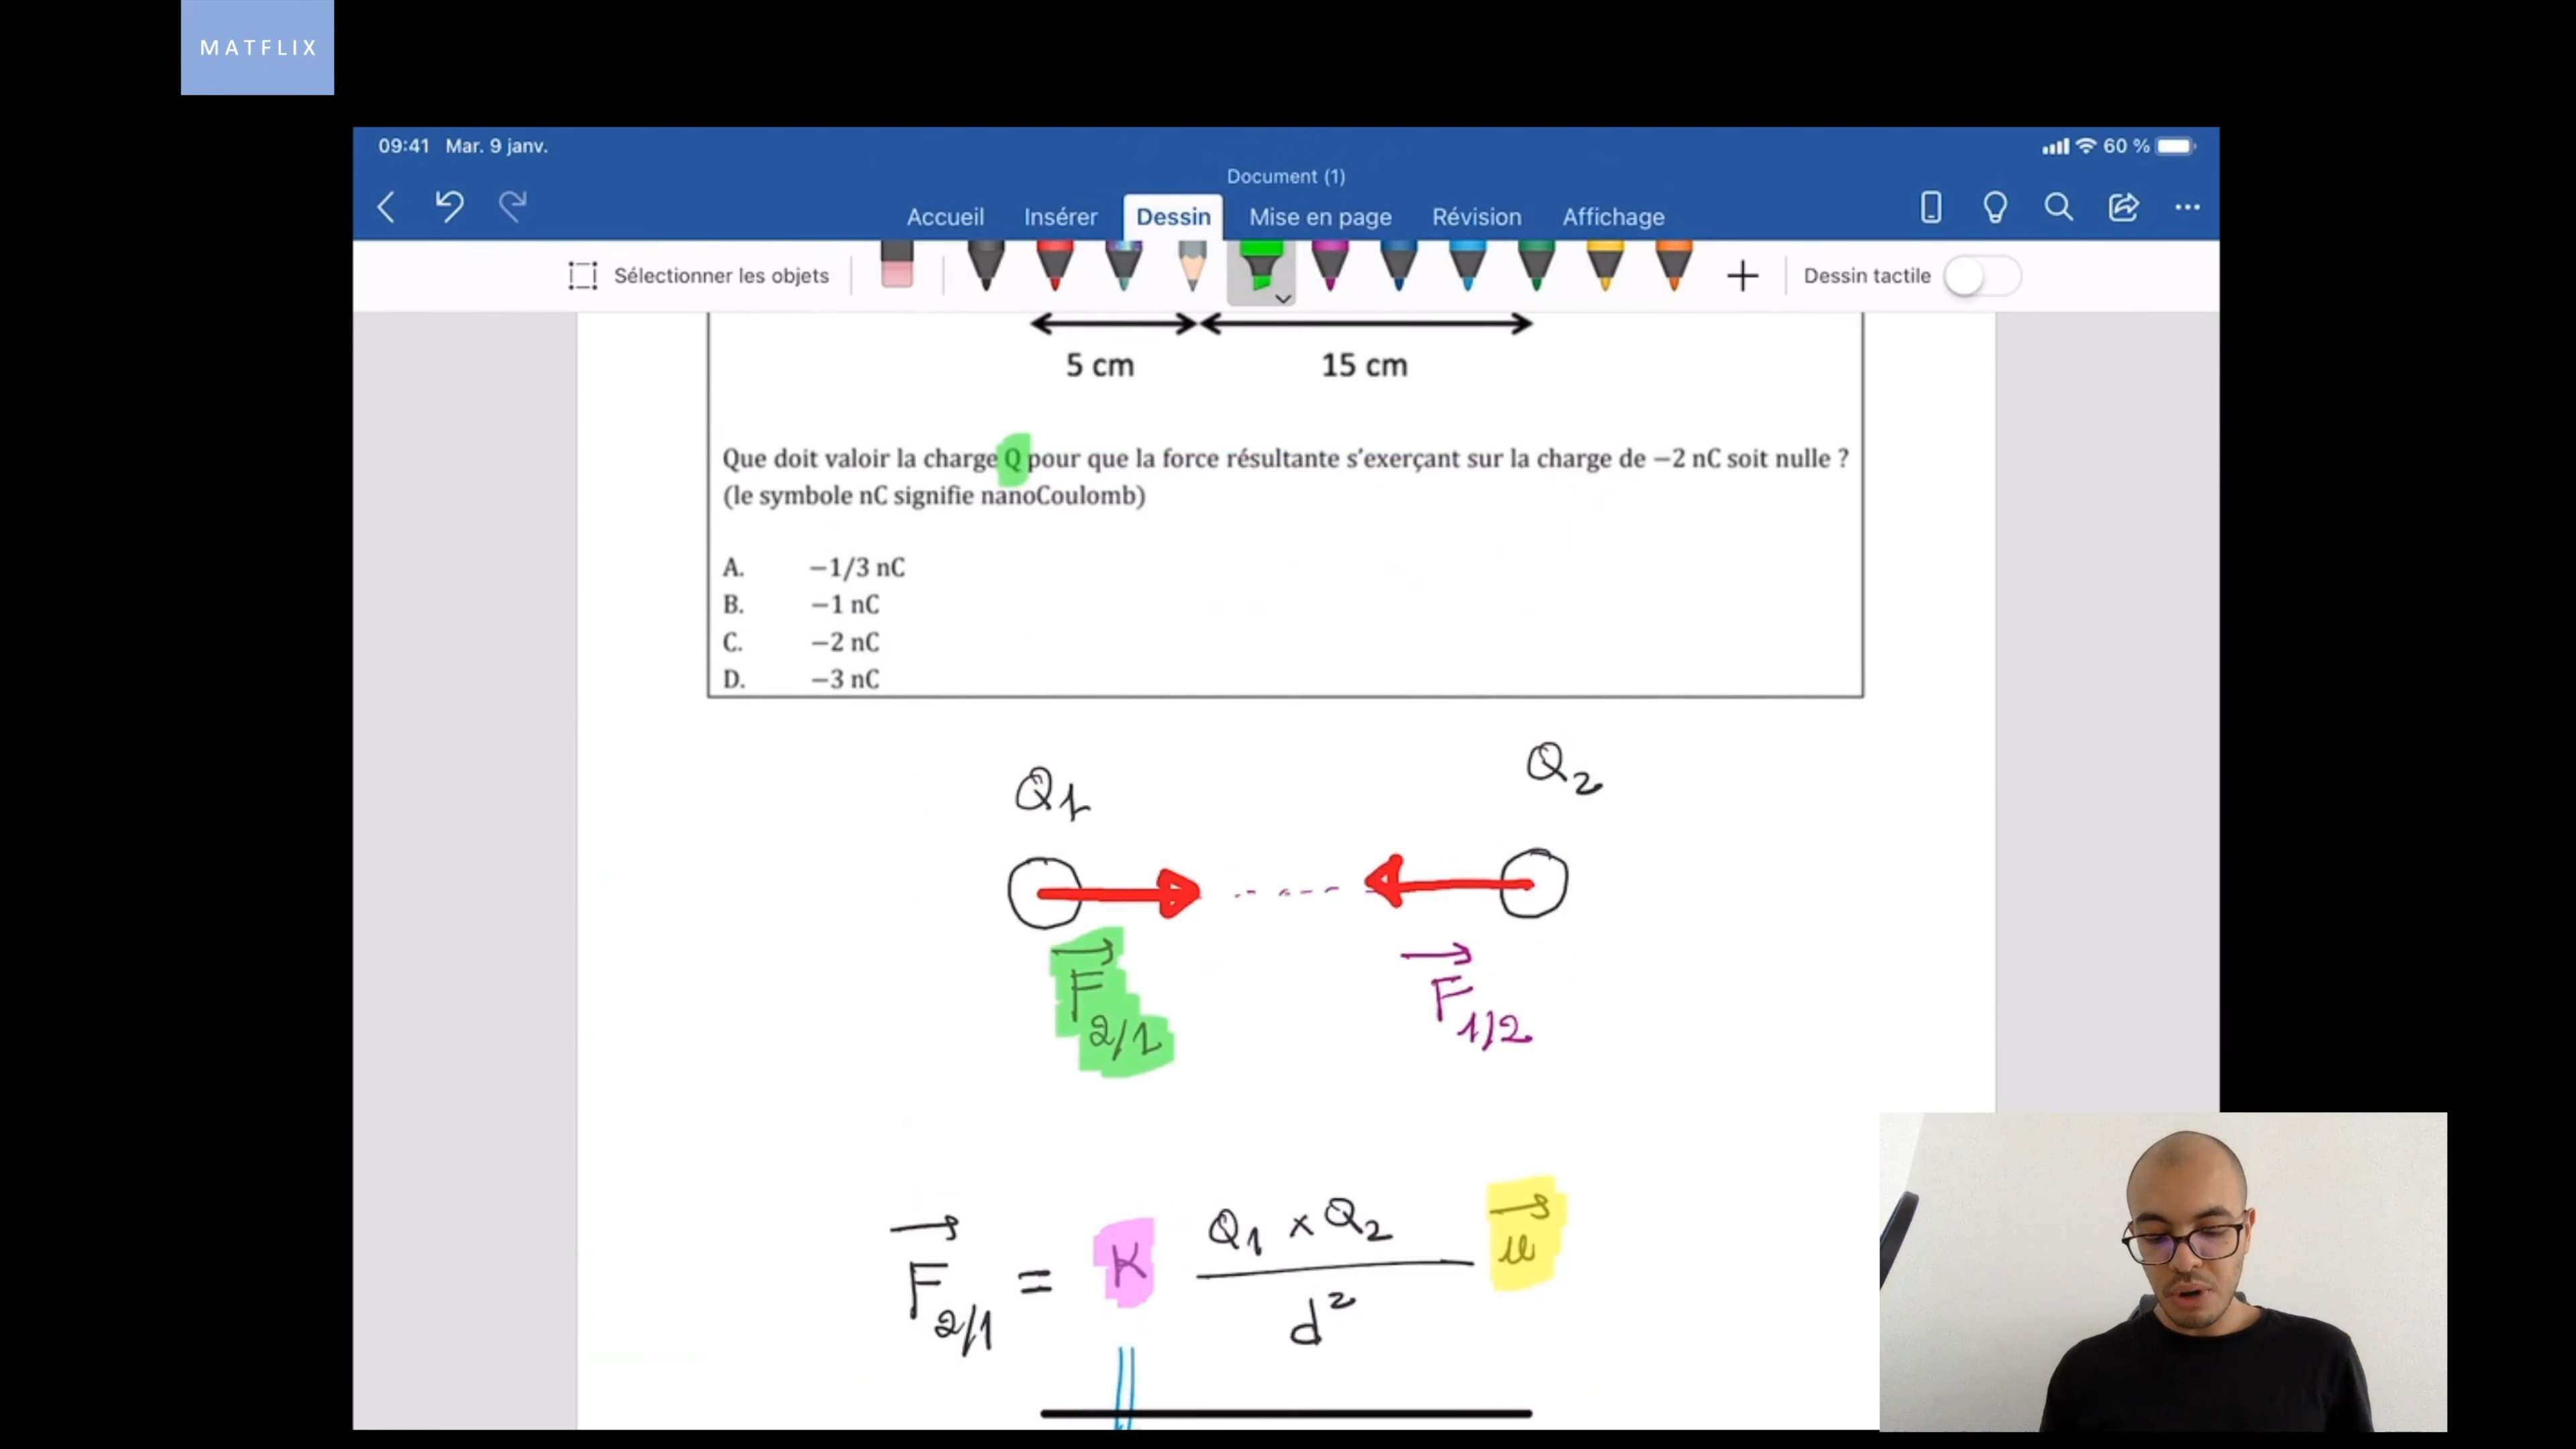 MATFLIX
09:41 Mar. 9 janv.
60 %
Document (1)
Accueil Insérer Dessin Mise en page Révision Affichage
Sélectionner les objets
Dessin tactile
5 cm 15 cm
Que doit valoir la charge Q pour que la force résultante s'exerçant sur la charge de −2 nC soit nulle ?
(le symbole nC signifie nanoCoulomb)
A. −1/3 nC
B. −1 nC
C. −2 nC
D. −3 nC
Q1 Q2
F 2/1 F 1/2
F 2/1 = K Q1 x Q2 u
d²